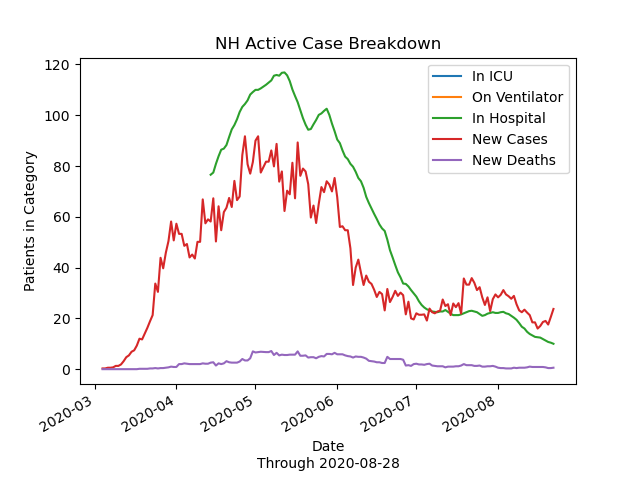 NH Active Case Breakdown
120
100
80
60
40
20
0
Patients in Category
In ICU
On Ventilator
In Hospital
New Cases
New Deaths
2020-03
2020-04
2020-05
2020-06
2020-07
2020-08
Date
Through 2020-08-28